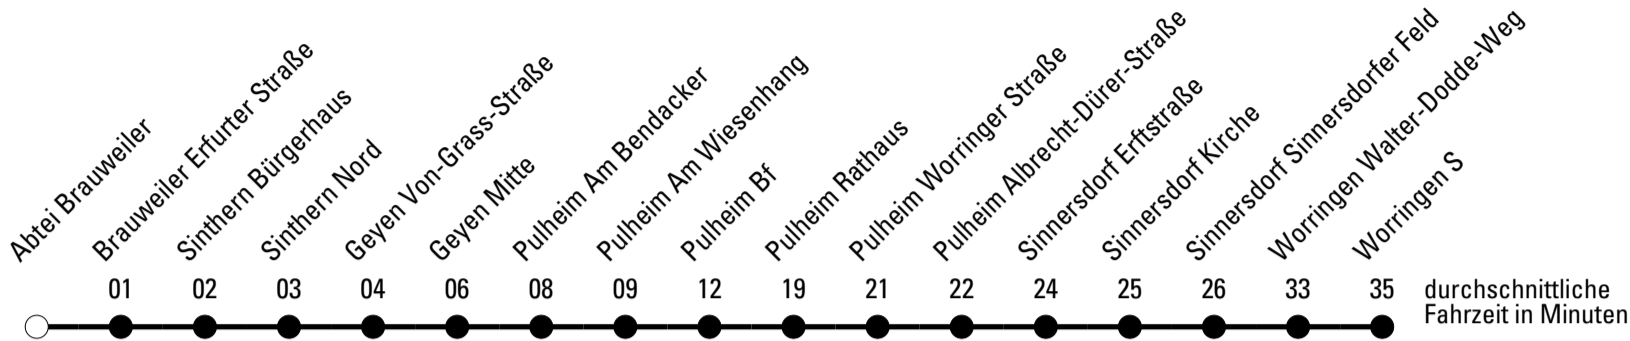 Abtei Brauweiler
Brauweiler Erfurter Straße
Sinthern Bürgerhaus
Sinthern Nord
Geyen Von-Grass-Straße
Geyen Mitte
Pulheim Am Bendacker
Pulheim Am Wiesenhang
Pulheim Bf
Pulheim Rathaus
Pulheim Worringer Straße
Pulheim Albrecht-Dürer-Straße
Sinnersdorf Erftstraße
Sinnersdorf Kirche
Sinnersdorf Sinnersdorfer Feld
Worringen Walter-Dodde-Weg
Worringen S
01 02 03 04 06 08 09 12 19 21 22 24 25 26 33 35
durchschnittliche
Fahrzeit in Minuten